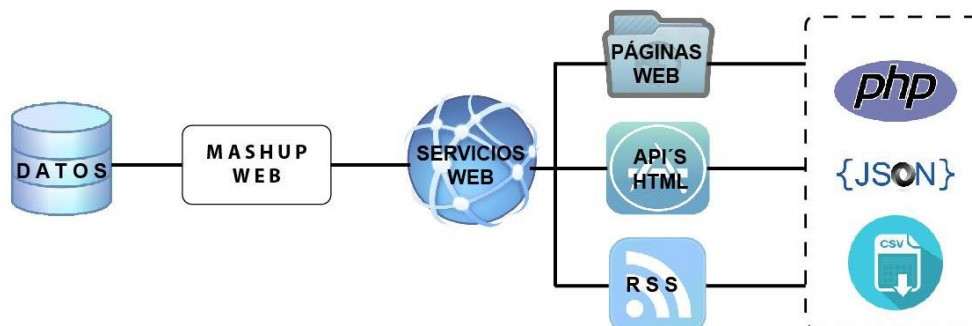 DATOS
MASHUP
WEB
SERVICIOS
WEB
PÁGINAS
WEB
API´S
HTML
RSS
php
{JSON}
CSV